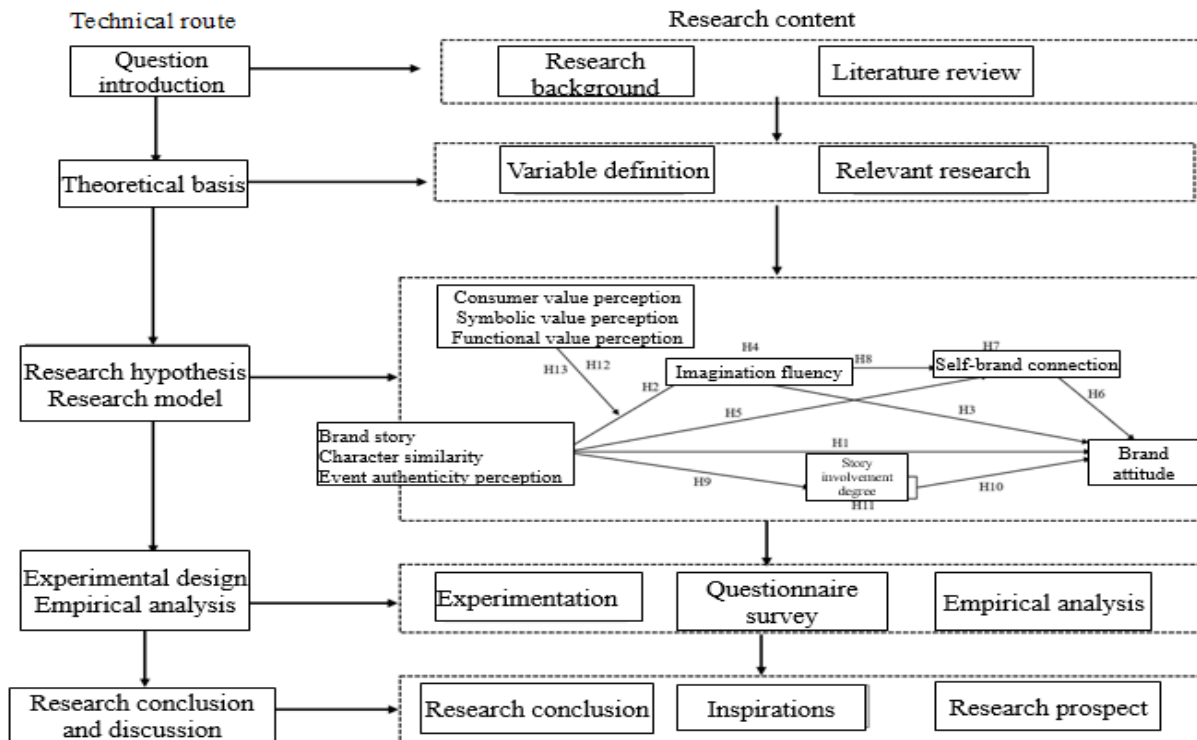 Technical route
Research content
Question
introduction
Research
background
Literature review
Theoretical basis
Variable definition
Relevant research
Research hypothesis
Research model
Consumer value perception
Symbolic value perception
Functional value perception
H13
H12
H2
H4
Imagination fluency
H8
H7
Self-brand connection
H5
H3
H6
Brand story
Character similarity
Event authenticity perception
H1
Brand
attitude
H9
Story
involvement
degree
H10
H11
Experimental design
Empirical analysis
Experimentation
Questionnaire
survey
Empirical analysis
Research conclusion
and discussion
Research conclusion
Inspirations
Research prospect